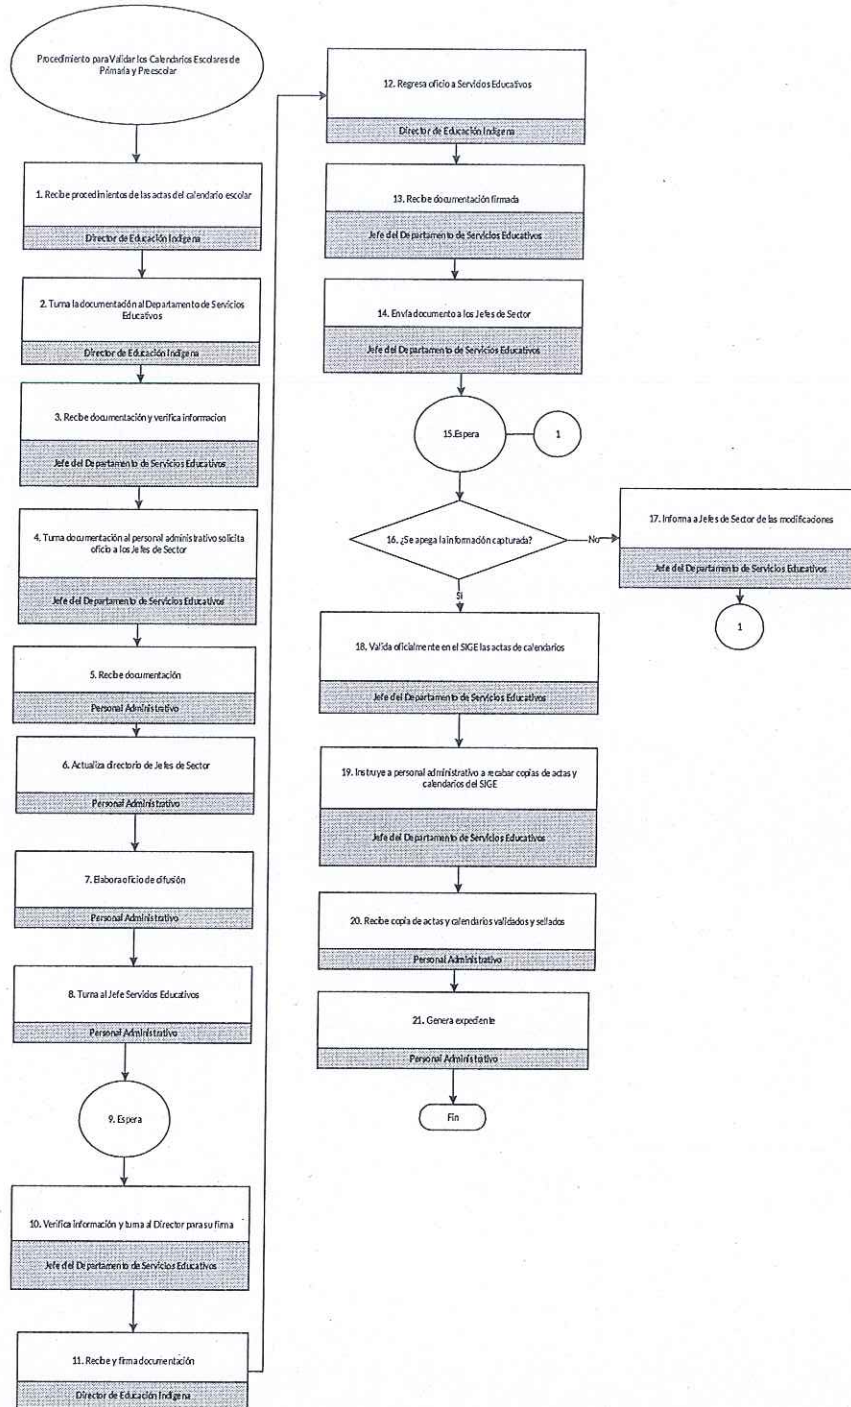 Procedimiento para Validar los Calendarios Escolares de
Primaria y Preescolar
1. Recibe procedimientos de las actas del calendario escolar
Director de Educación Indígena
2. Turna la documentación al Departamento de Servicios
Educativos
Director de Educación Indígena
3. Recibe documentación y verifica informacion
Jefe del Departamento de Servicios Educativos
4. Turna documentación al personal administrativo solicita
oficio a los Jefes de Sector
Jefe del Departamento de Servicios Educativos
5. Recibe documentación
Personal Administrativo
6. Actualiza directorio de Jefes de Sector
Personal Administrativo
7. Elabora oficio de difusión
Personal Administrativo
8. Turna al Jefe Servicios Educativos
Personal Administrativo
9. Espera
10. Verifica información y turna al Director para su firma
Jefe del Departamento de Servicios Educativos
11. Recibe y firma documentación
Director de Educación Indígena
12. Regresa oficio a Servicios Educativos
Director de Educación Indígena
13. Recibe documentación firmada
Jefe del Departamento de Servicios Educativos
14. Envía documento a los Jefes de Sector
Jefe del Departamento de Servicios Educativos
15.Espera
1
16. ¿Se apega la información capturada?
No
17. Informa a Jefes de Sector de las modificaciones
Jefe del Departamento de Servicios Educativos
1
Si
18. Valida oficialmente en el SIGE las actas de calendarios
Jefe del Departamento de Servicios Educativos
19. Instruye a personal administrativo a recabar copias de actas y
calendarios del SIGE
Jefe del Departamento de Servicios Educativos
20. Recibe copia de actas y calendarios validados y sellados
Personal Administrativo
21. Genera expediente
Personal Administrativo
Fin